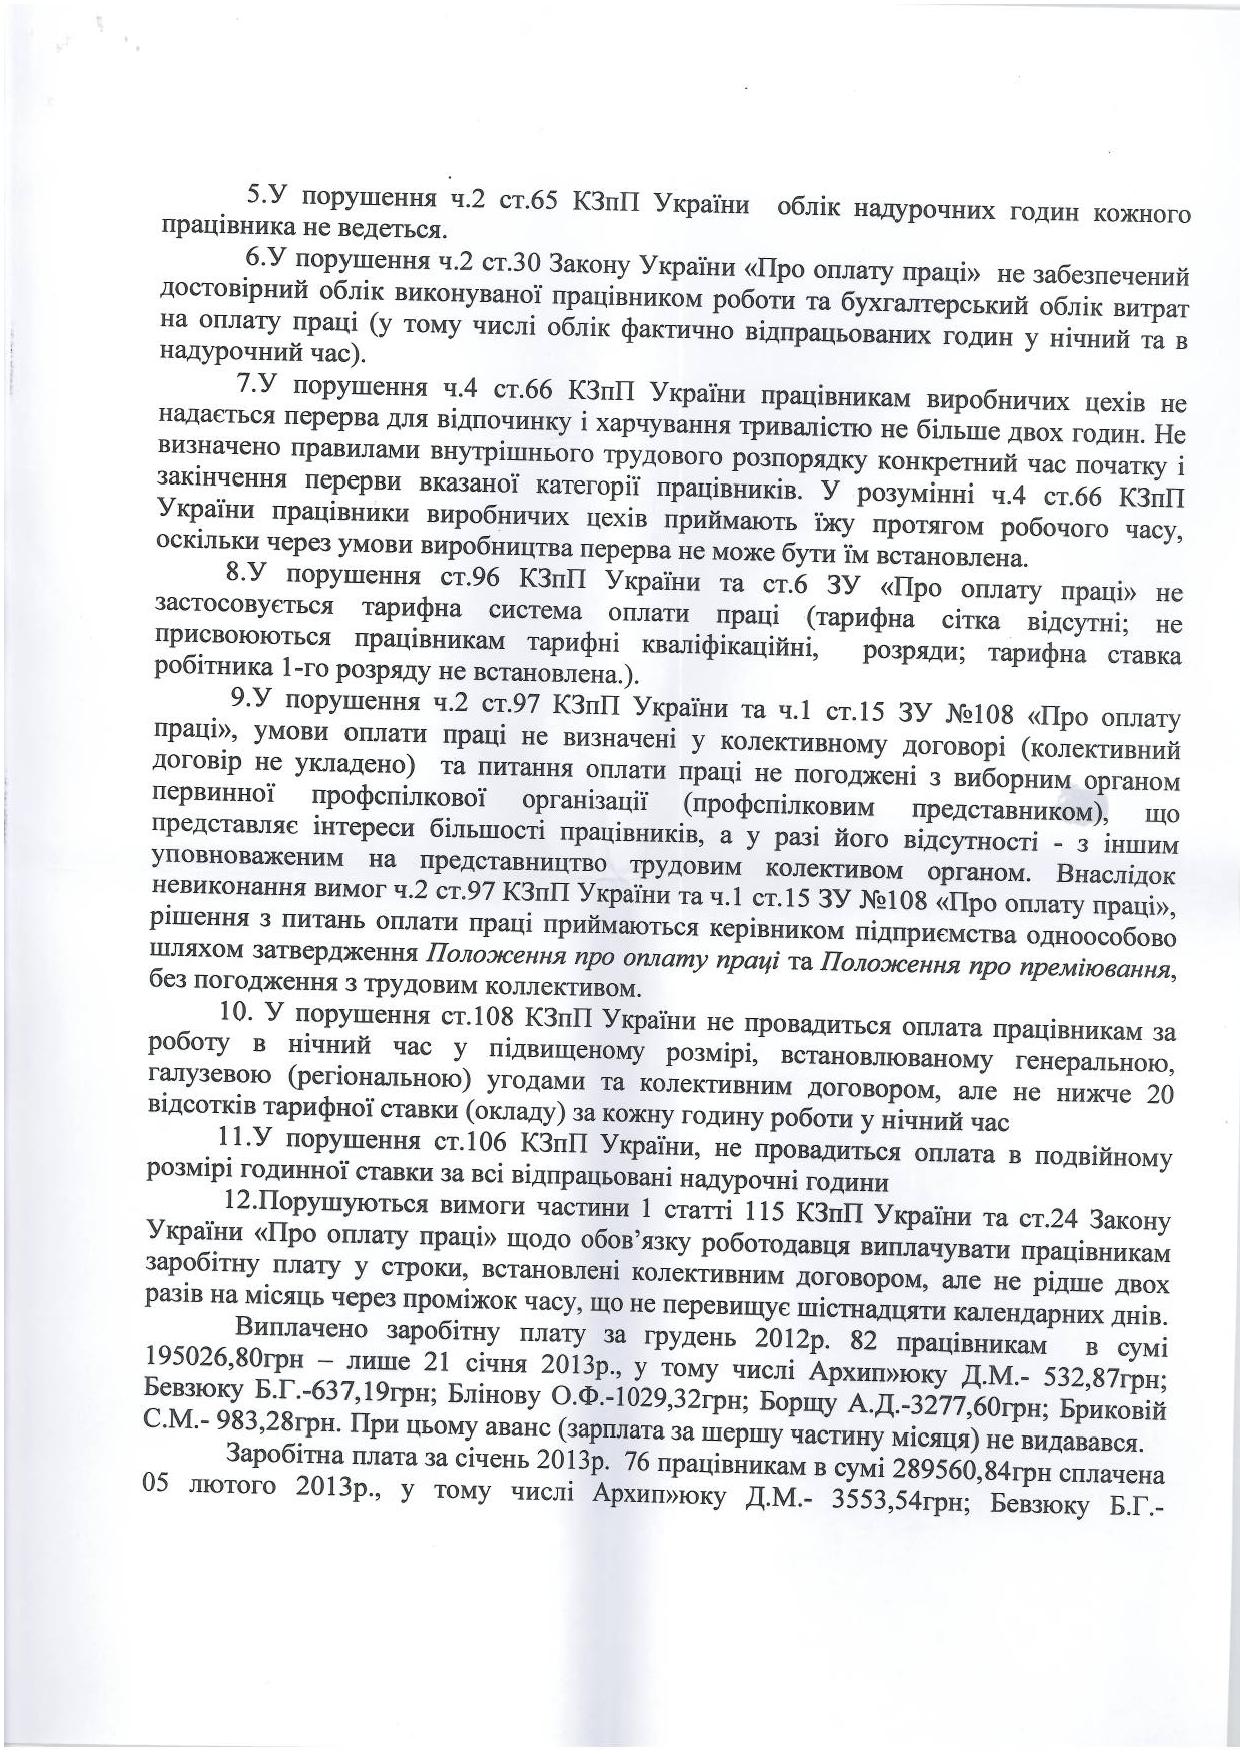 5.У порушення ч.2 ст.65 КЗпП України облік надурочних годин кожного
працівника не ведеться.
6.У порушення ч.2 ст.30 Закону України «Про оплату праці» не забезпечений
достовірний облік виконуваної працівником роботи та бухгалтерський облік витрат
на оплату праці (у тому числі облік фактично відпрацьованих годин у нічний та в
надурочний час).
7.У порушення ч.4 ст.66 КЗпП України працівникам виробничих цехів не
надається перерва для відпочинку і харчування тривалістю не більше двох годин. Не
визначено правилами внутрішнього трудового розпорядку конкретний час початку і
закінчення перерви вказаної категорії працівників. У розумінні ч.4 ст.66 КЗпП
України працівники виробничих цехів приймають їжу протягом робочого часу,
оскільки через умови виробництва перерва не може бути їм встановлена.
8.У порушення ст.96 КЗпП України та ст.6 ЗУ «Про оплату праці» не
застосовується тарифна система оплати праці (тарифна сітка відсутні; не
присвоюються працівникам тарифні кваліфікаційні, розряди; тарифна ставка
робітника 1-го розряду не встановлена.).
9.У порушення ч.2 ст.97 КЗпП України та ч.1 ст.15 ЗУ №108 «Про оплату
праці», умови оплати праці не визначені у колективному договорі (колективний
договір не укладено) та питання оплати праці не погоджені з виборним органом
первинної профспілкової організації (профспілковим представником), що
представляє інтереси більшості працівників, а у разі його відсутності - з іншим
уповноваженим на представництво трудовим колективом органом. Внаслідок
невиконання вимог ч.2 ст.97 КЗпП України та ч.1 ст.15 ЗУ №108 «Про оплату праці»,
рішення з питань оплати праці приймаються керівником підприємства одноособово
шляхом затвердження Положення про оплату праці та Положення про преміювання,
без погодження з трудовим коллективом.
10. У порушення ст.108 КЗпП України не провадиться оплата працівникам за
роботу в нічний час у підвищеному розмірі, встановлюваному генеральною,
галузевою (регіональною) угодами та колективним договором, але не нижче 20
відсотків тарифної ставки (окладу) за кожну годину роботи у нічний час
11.У порушення ст.106 КЗпП України, не провадиться оплата в подвійному
розмірі годинної ставки за всі відпрацьовані надурочні години
12.Порушуються вимоги частини 1 статті 115 КЗпП України та ст.24 Закону
України «Про оплату праці» щодо обов’язку роботодавця виплачувати працівникам
заробітну плату у строки, встановлені колективним договором, але не рідше двох
разів на місяць через проміжок часу, що не перевищує шістнадцяти календарних днів.
Виплачено заробітну плату за грудень 2012р. 82 працівникам в сумі
195026,80грн – лише 21 січня 2013р., у тому числі Архип»юку Д.М.- 532,87грн;
Бевзюку Б.Г.-637,19грн; Блінову О.Ф.-1029,32грн; Борщу А.Д.-3277,60грн; Бриковій
С.М.- 983,28грн. При цьому аванс (зарплата за шершу частину місяця) не видавався.
Заробітна плата за січень 2013р. 76 працівникам в сумі 289560,84грн сплачена
05 лютого 2013р., у тому числі Архип»юку Д.М.- 3553,54грн; Бевзюку Б.Г.-